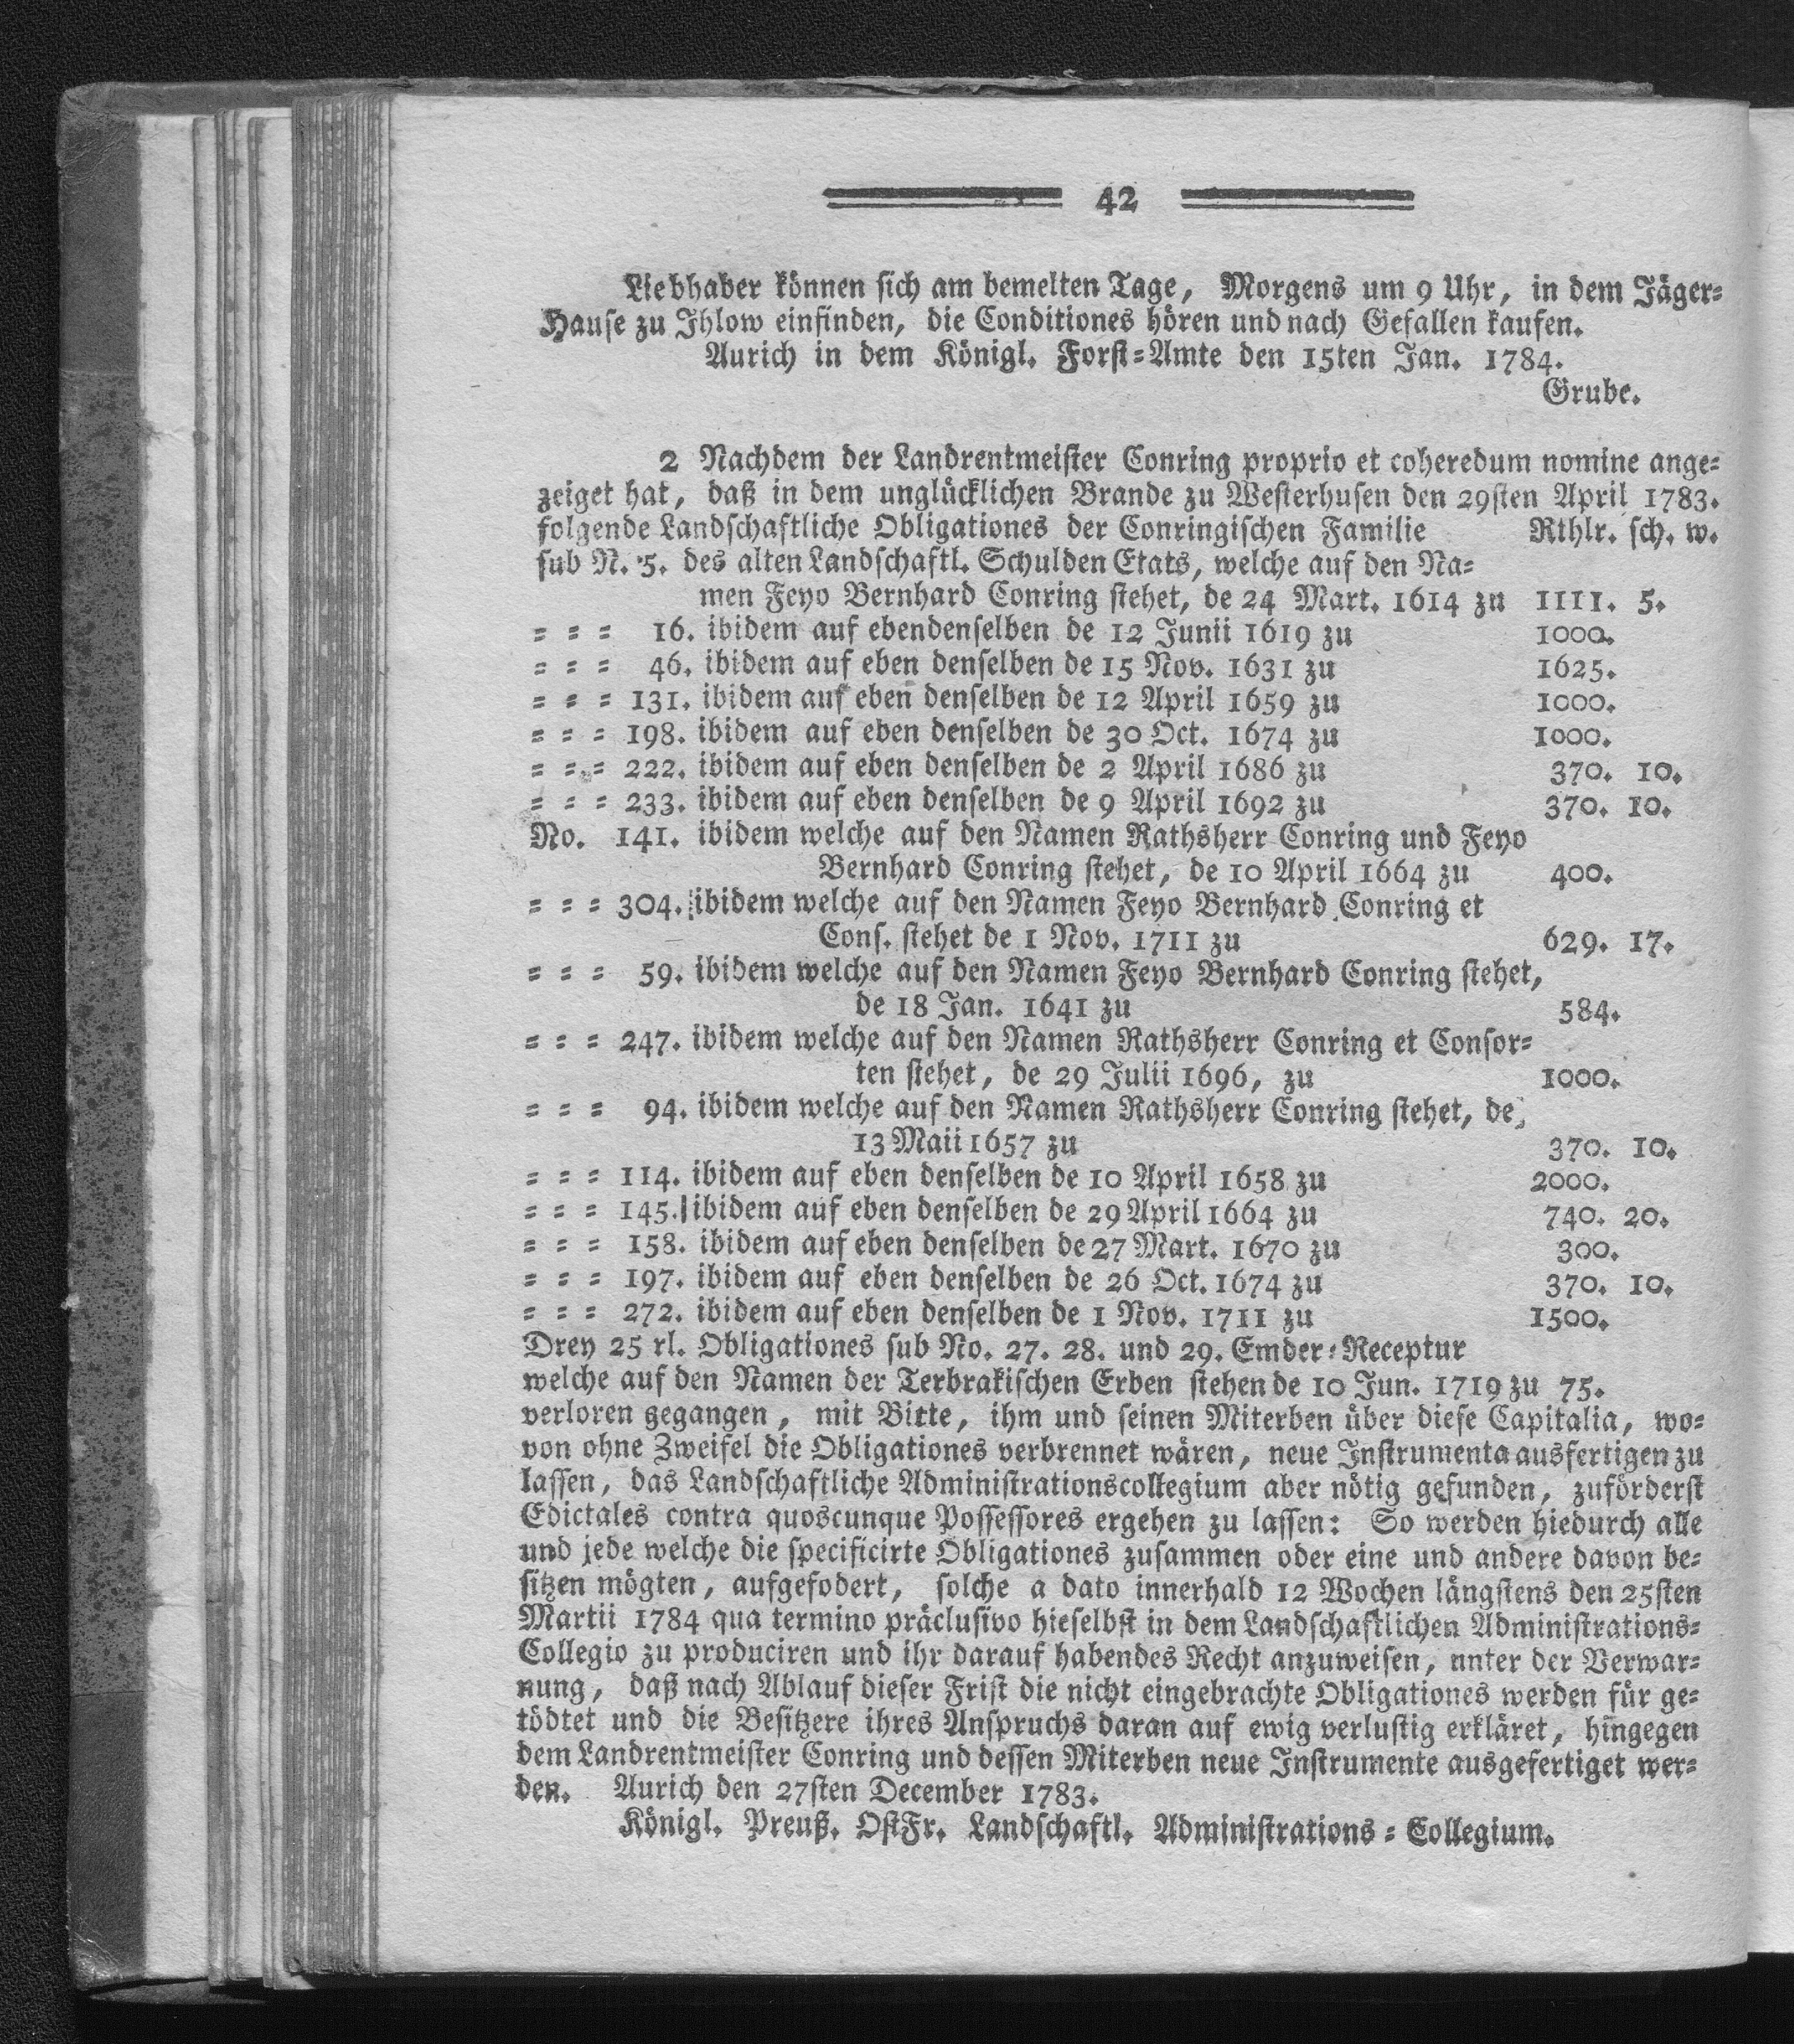 42
Liebhaber können sich am bemelten Tage, Morgens um 9 Uhr, in dem Jäger=
Hause zu Jhlow einfinden, die Conditiones hören und nach Gefallen kaufen.
Aurich in dem Königl. Forst=Amte den 15ten Jan. 1784.
Grube.
2 Nachdem der Landrentmeister Conring proprio et coheredum nomine ange=
zeiget hat, daß in dem unglücklichen Brande zu Westerhusen den 29sten April 1783.
folgende Landschaftliche Obligationes der Conringischen Familie Rthlr. sch. w.
sub N. 5. des alten Landschaftl. Schulden Etats, welche auf den Na=
men Feyo Bernhard Conring stehet, de 24 Mart. 1614 zu 1111. 5.
= = = 16. ibidem auf ebendenselben de 12 Junii 1619 zu 1000.
= = = 46. ibidem auf eben denselben de 15 Nov. 1631 zu 1625.
= = = 131. ibidem auf eben denselben de 12 April 1659 zu 1000.
= = = 198. ibidem auf eben denselben de 30 Oct. 1674 zu 1000.
= = = 222. ibidem auf eben denselben de 2 April 1686 zu 370. 10.
= = = 233. ibidem auf eben denselben de 9 April 1692 zu 370. 10.
No. 141. ibidem welche auf den Namen Rathsherr Conring und Feyo
Bernhard Conring stehet, de 10 April 1664 zu 400.
= = = 304. ibidem welche auf den Namen Feyo Bernhard Conring et
Cons. stehet de 1 Nov. 1711 zu 629. 17.
= = = 59. ibidem welche auf den Namen Feyo Bernhard Conring stehet,
de 18 Jan. 1641 zu 584.
= = = 247. ibidem welche auf den Namen Rathsherr Conring et Consor=
ten stehet, de 29 Julii 1696, zu 1000.
= = = 94. ibidem welche auf den Namen Rathsherr Conring stehet, de
13 Maii 1657 zu 370. 10.
= = = 114. ibidem auf eben denselben de 10 April 1658 zu 2000.
= = = 145. ibidem auf eben denselben de 29 April 1664 zu 740. 20.
= = = 158. ibidem auf eben denselben de 27 Mart. 1670 zu 300.
= = = 197. ibidem auf eben denselben de 26 Oct. 1674 zu 370. 10.
= = = 272. ibidem auf eben denselben de 1 Nov. 1711 zu 1500.
Drey 25 rl. Obligationes sub No. 27. 28. und 29. Emder=Receptur
welche auf den Namen der Terbrakischen Erben stehen de 10 Jun. 1719 zu 75.
verloren gegangen, mit Bitte, ihm und seinen Miterben über diese Capitalia, wo=
von ohne Zweifel die Obligationes verbrennet wären, neue Instrumenta ausfertigen zu
lassen, das Landschaftliche Administrationscollegium aber nötig gefunden, zuförderst
Edictales contra quoscunque Possessores ergehen zu lassen: So werden hiedurch alle
und jede welche die specificirte Obligationes zusammen oder eine und andere davon be=
sitzen mögten, aufgefodert, solche a dato innerhald 12 Wochen längstens den 25sten
Martii 1784 qua termino präclusivo hieselbst in dem Landschaftlichen Administrations=
Collegio zu produciren und ihr darauf habendes Recht anzuweisen, unter der Verwar=
nung, daß nach Ablauf dieser Frist die nicht eingebrachte Obligationes werden für ge=
tödtet und die Besitzere ihres Anspruchs daran auf ewig verlustig erkläret, hingegen
dem Landrentmeister Conring und dessen Miterben neue Instrumente ausgefertiget wer=
den. Aurich den 27sten December 1783.
Königl. Preuß. OstFr. Landschaftl. Administrations=Collegium.